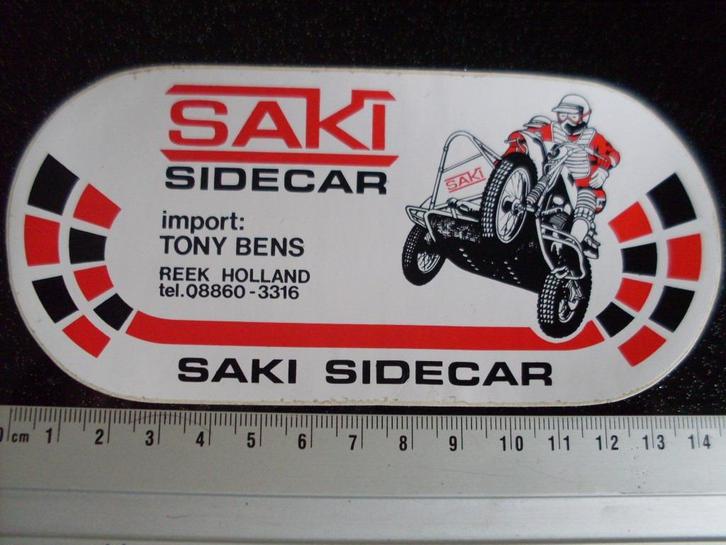 SAKI
SIDECAR
import:
TONY BENS
REEK HOLLAND
tel.08860-3316
SAKI
SAKI SIDECAR
0 cm 1 2 3 4 5 6 7 8 9 10 11 12 13 14